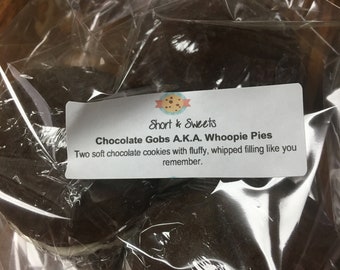 Short & Sweets
Chocolate Gobs A.K.A. Whoopie Pies
Two soft chocolate cookies with fluffy, whipped filling like you
remember.